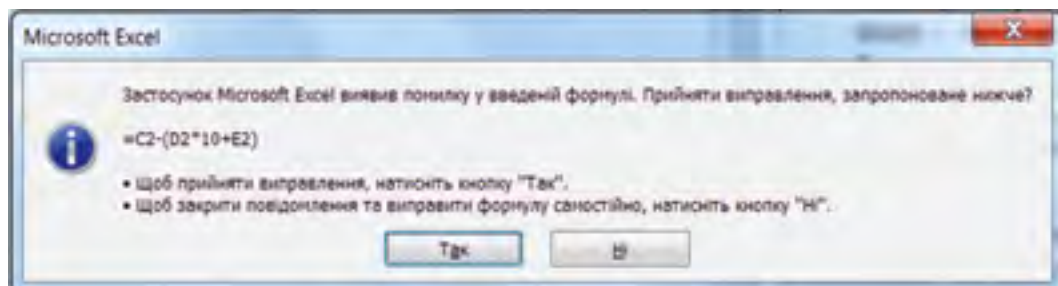 Microsoft Excel
Застосунок Microsoft Excel виявив помилку у введеній формулі. Прийняти виправлення, запропоноване нижче?
=C2-(D2*10+E2)
• Щоб прийняти виправлення, натисніть кнопку "Так".
• Щоб закрити повідомлення та виправити формулу самостійно, натисніть кнопку "Ні".
Так
Ні